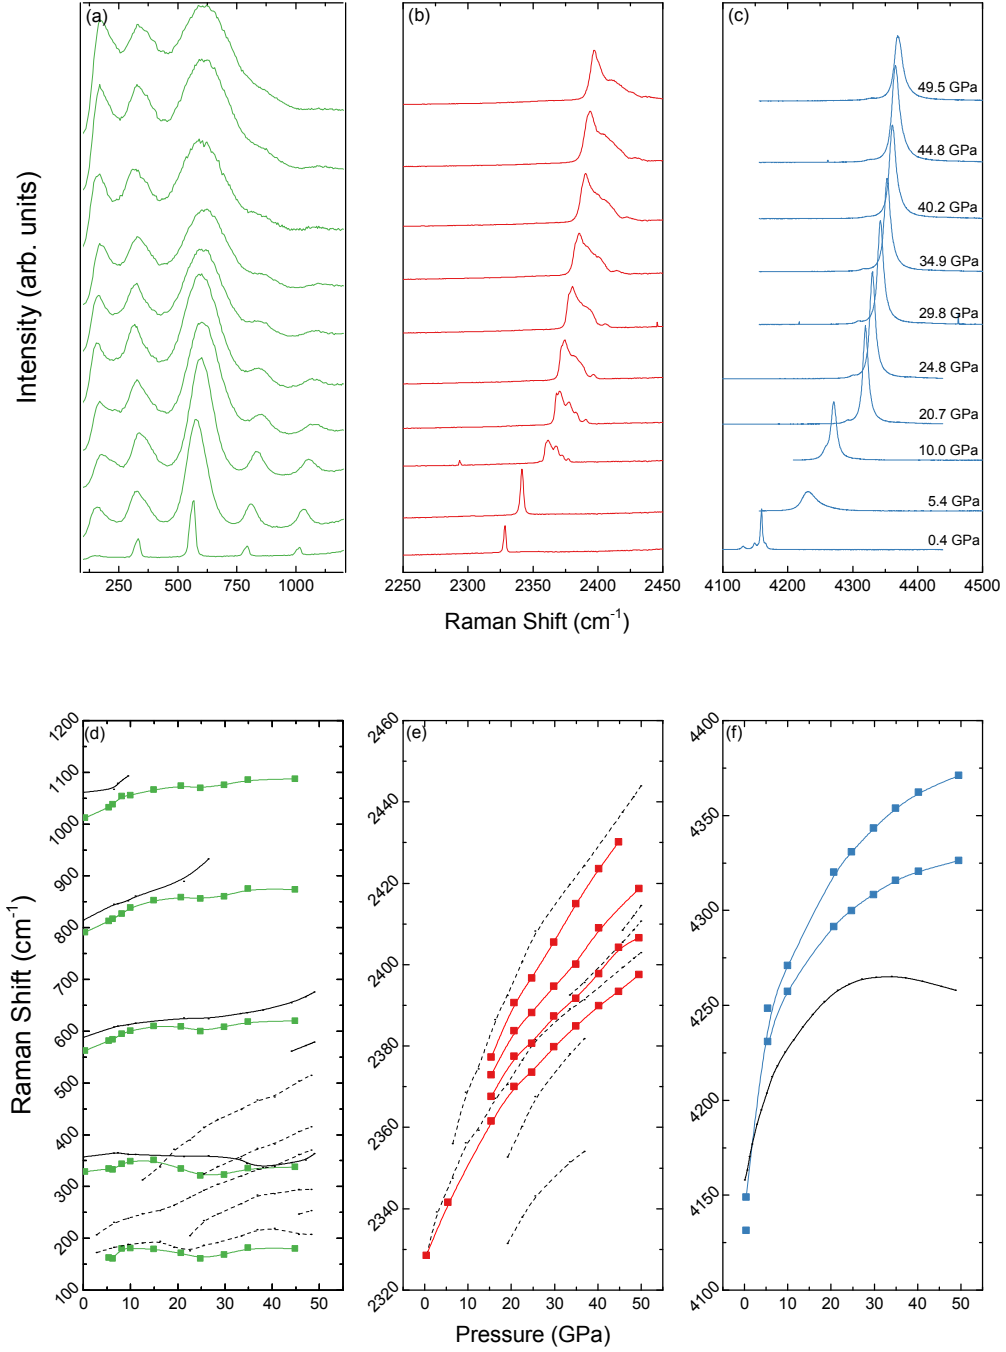 (a)
(b)
(c)
49.5 GPa
44.8 GPa
40.2 GPa
34.9 GPa
29.8 GPa
24.8 GPa
20.7 GPa
10.0 GPa
5.4 GPa
0.4 GPa
Intensity (arb. units)
250 500 750 1000
2250 2300 2350 2400 2450
4100 4200 4300 4400 4500
Raman Shift (cm-1)
(d)
1200
1100
1000
900
800
700
600
500
400
300
200
100
0 10 20 30 40 50
Raman Shift (cm-1)
(e)
2460
2440
2420
2400
2380
2360
2340
2320
0 10 20 30 40 50
(f)
4400
4350
4300
4250
4200
4150
4100
0 10 20 30 40 50
Pressure (GPa)